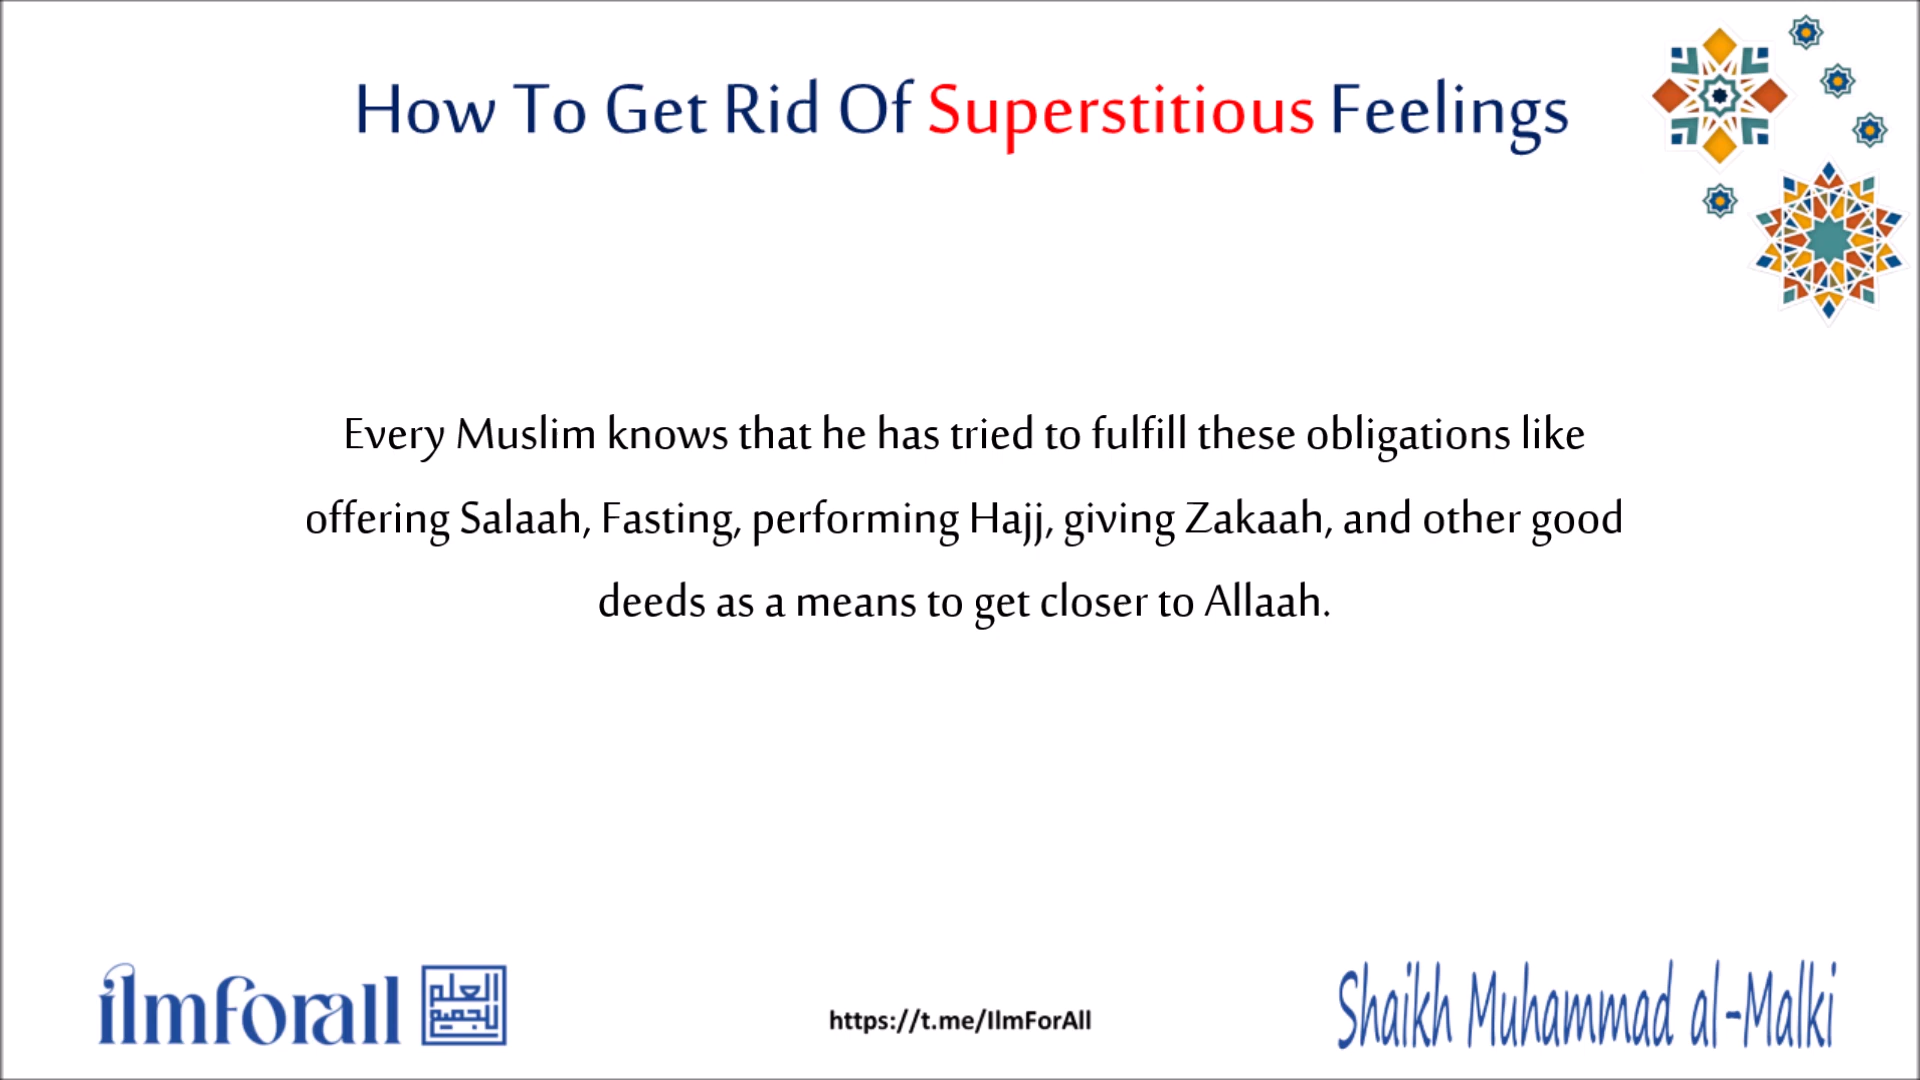 How To Get Rid Of Superstitious Feelings
Every Muslim knows that he has tried to fulfill these obligations like
offering Salaah, Fasting, performing Hajj, giving Zakaah, and other good
deeds as a means to get closer to Allaah.
ilmforall
العلم
للجميع
https://t.me/IlmForAll
Shaikh Muhammad al-Malki